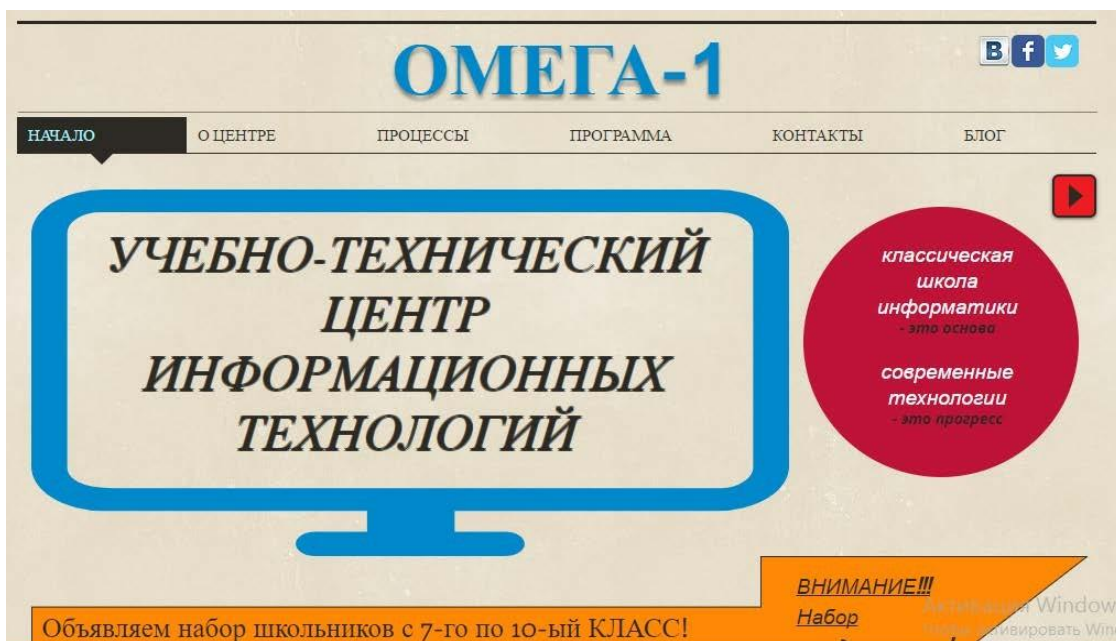 ОМЕГА-1
НАЧАЛО
О ЦЕНТРЕ
ПРОЦЕССЫ
ПРОГРАММА
КОНТАКТЫ
БЛОГ
УЧЕБНО-ТЕХНИЧЕСКИЙ
ЦЕНТР
ИНФОРМАЦИОННЫХ
ТЕХНОЛОГИЙ
классическая
школа
информатики
- это основа
современные
технологии
- это прогресс
ВНИМАНИЕ!!!
Набор
Объявляем набор школьников с 7-го по 10-ый КЛАСС!